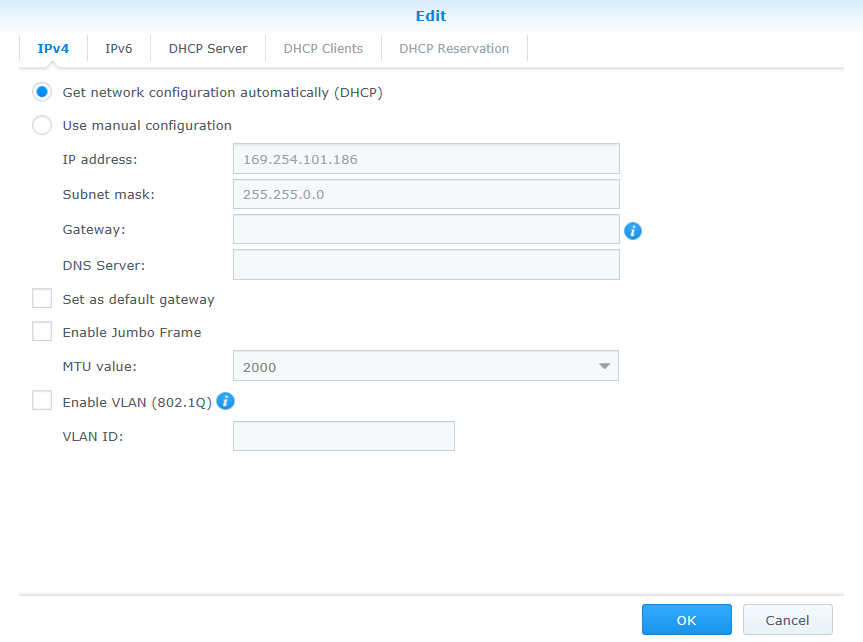 Edit
IPv4 IPv6 DHCP Server DHCP Clients DHCP Reservation
Get network configuration automatically (DHCP)
Use manual configuration
IP address: 169.254.101.186
Subnet mask: 255.255.0.0
Gateway: i
DNS Server:
Set as default gateway
Enable Jumbo Frame
MTU value: 2000
Enable VLAN (802.1Q) i
VLAN ID:
OK Cancel